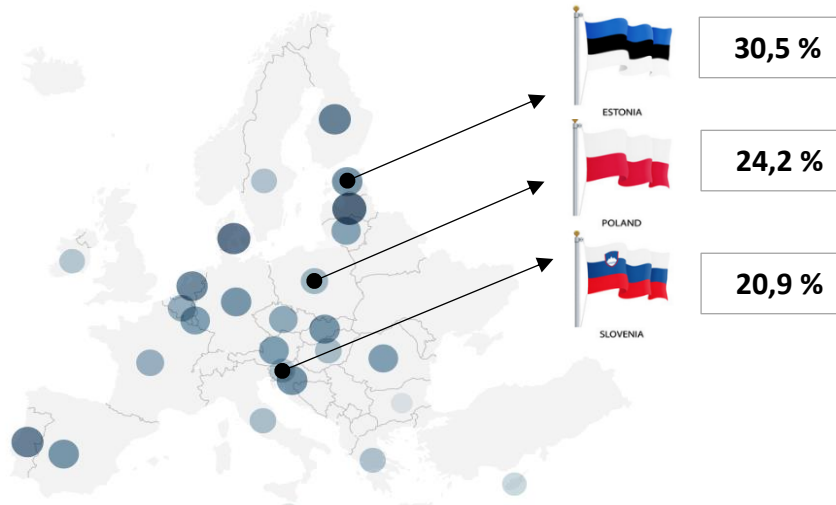 30,5 %
ESTONIA
24,2 %
POLAND
20,9 %
SLOVENIA